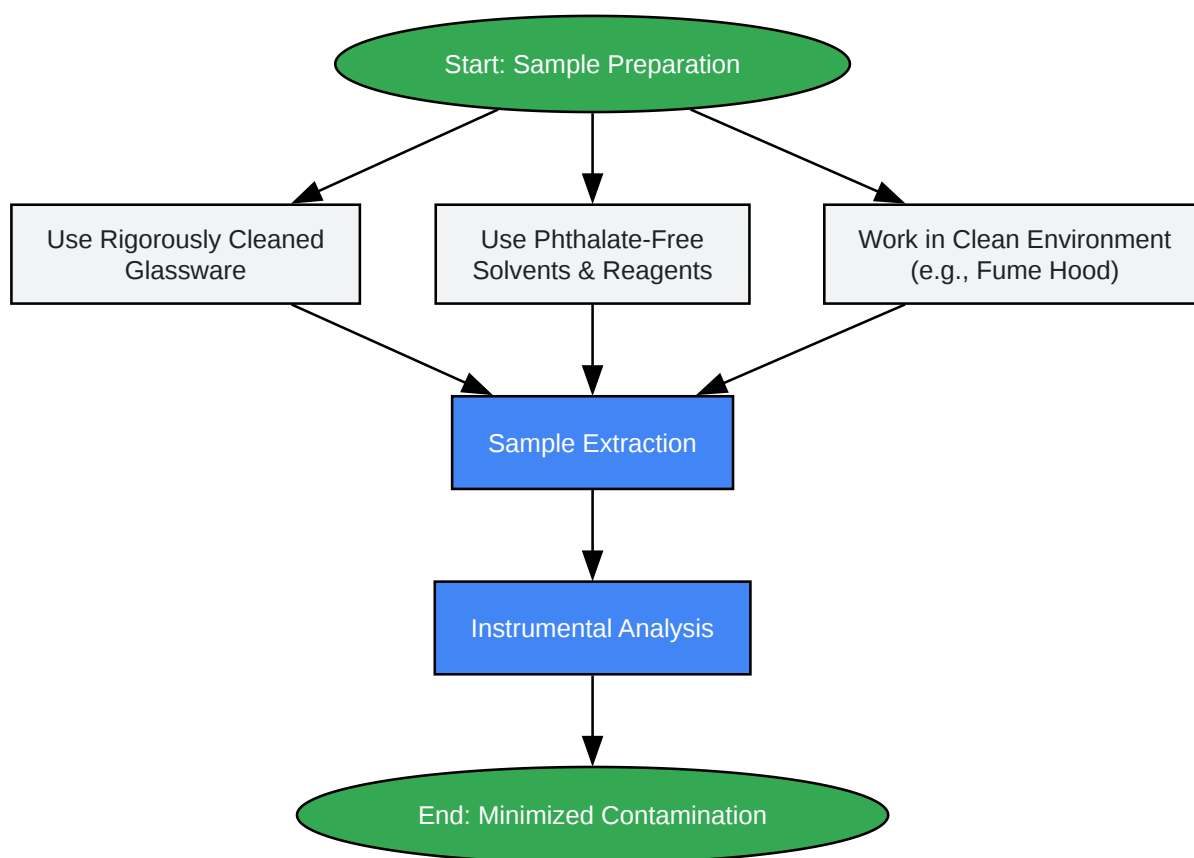 Start: Sample Preparation
Use Rigorously Cleaned
Glassware
Use Phthalate-Free
Solvents & Reagents
Work in Clean Environment
(e.g., Fume Hood)
Sample Extraction
Instrumental Analysis
End: Minimized Contamination